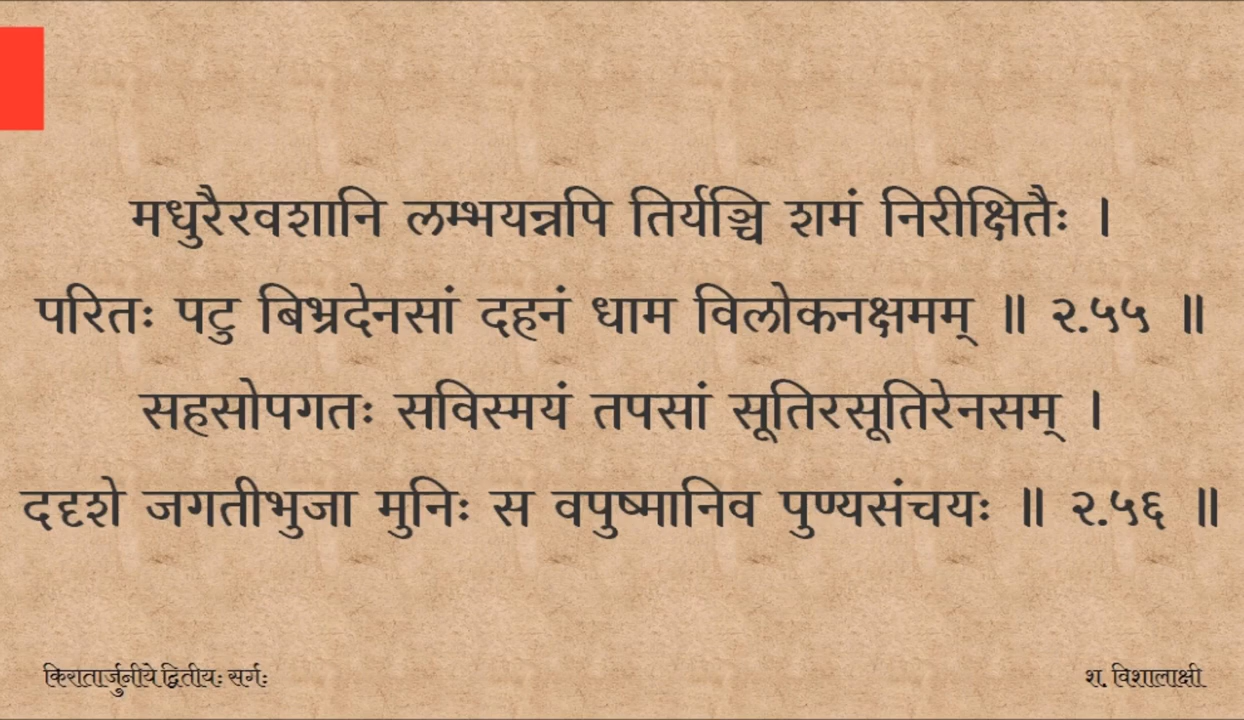 मधुरैरवशानि लम्भयन्नपि तिर्यञ्चि शमं निरीक्षितैः ।
परितः पटु बिभ्रदेनसां दहनं धाम विलोकनक्षमम् ॥ २.५५ ॥
सहसोपगतः सविस्मयं तपसां सूतिरसूतिरेनसम् ।
ददृशे जगतीभुजा मुनिः स वपुष्मानिव पुण्यसंचयः ॥ २.५६ ॥
किरातार्जुनीये द्वितीयः सर्गः
श. विशालाक्षी